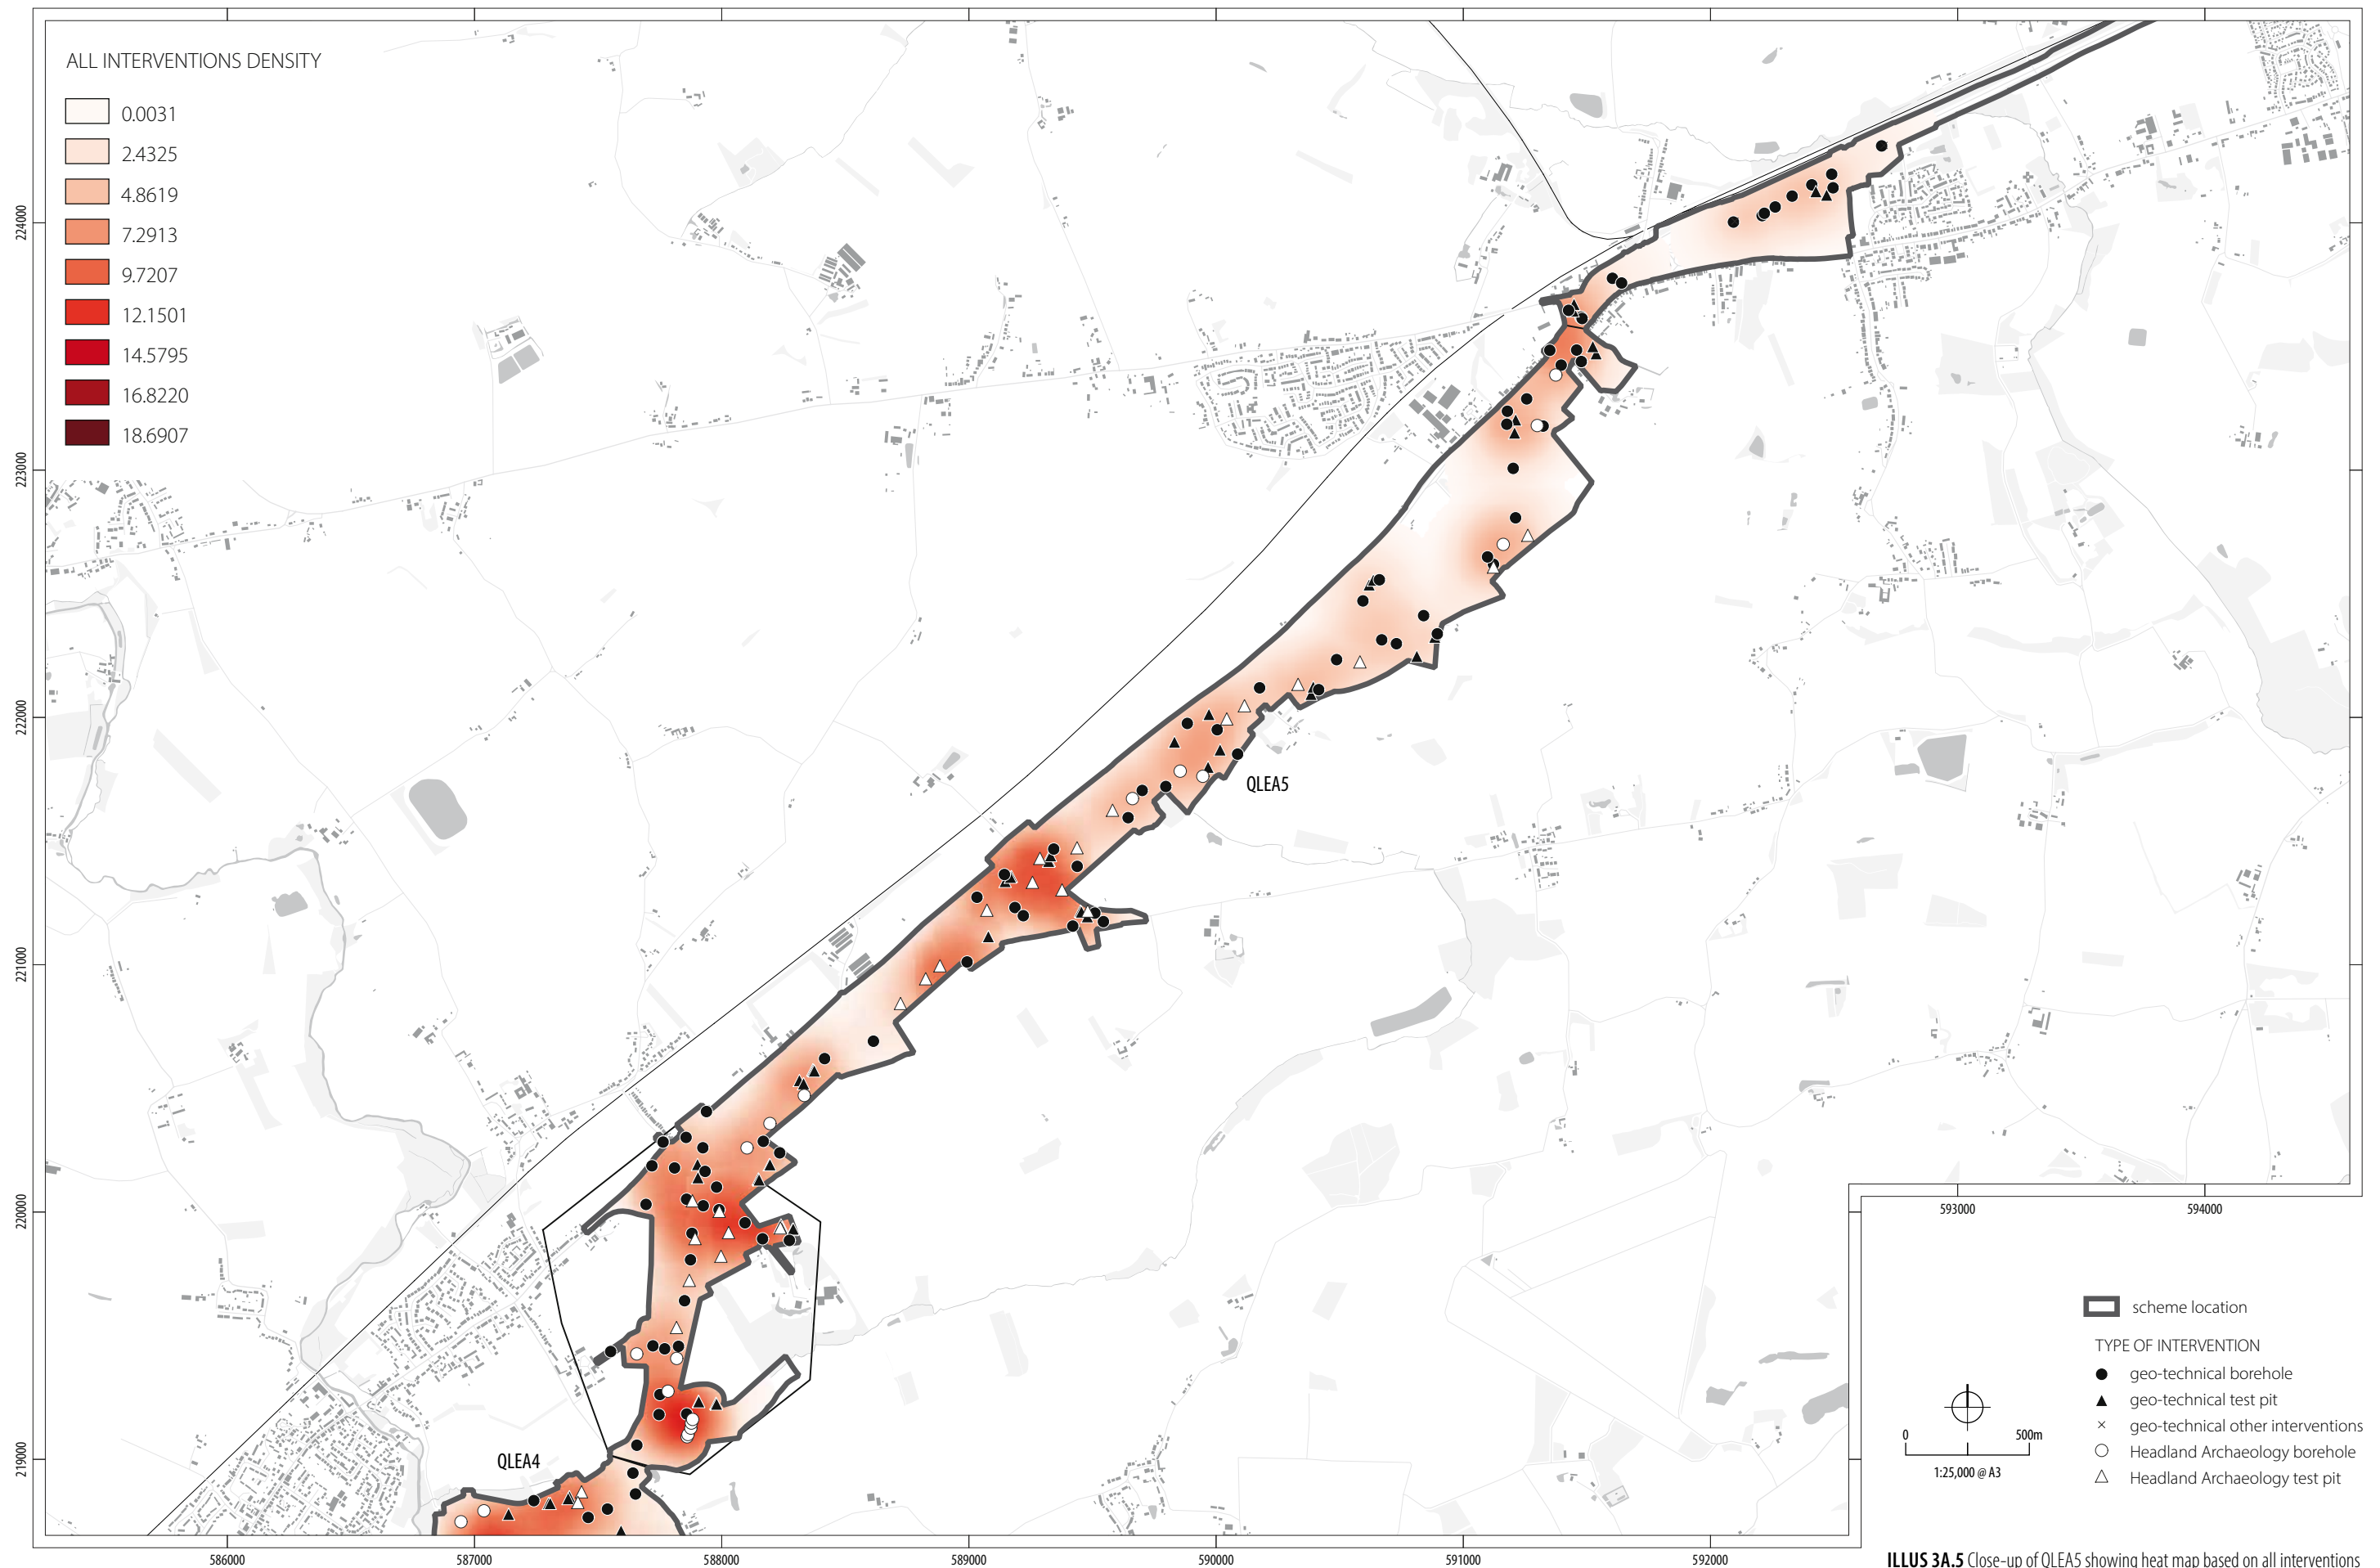 ALL INTERVENTIONS DENSITY
0.0031
2.4325
4.8619
7.2913
9.7207
12.1501
14.5795
16.8220
18.6907
224000
223000
222000
221000
220000
219000
QLEA5
QLEA4
593000
594000
scheme location
TYPE OF INTERVENTION
geo-technical borehole
geo-technical test pit
geo-technical other interventions
Headland Archaeology borehole
Headland Archaeology test pit
0 500m
1:25,000 @ A3
586000
587000
588000
589000
590000
591000
592000
ILLUS 3A.5 Close-up of QLEA5 showing heat map based on all interventions